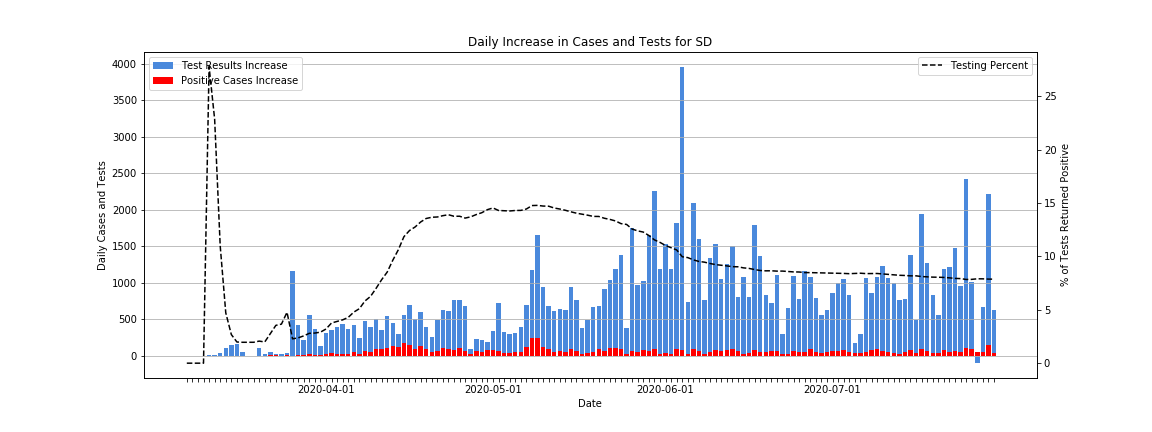 Daily Increase in Cases and Tests for SD
Test Results Increase
Positive Cases Increase
Testing Percent
4000
3500
3000
2500
2000
1500
1000
500
0
Daily Cases and Tests
25
20
15
10
5
0
% of Tests Returned Positive
2020-04-01 2020-05-01 2020-06-01 2020-07-01
Date